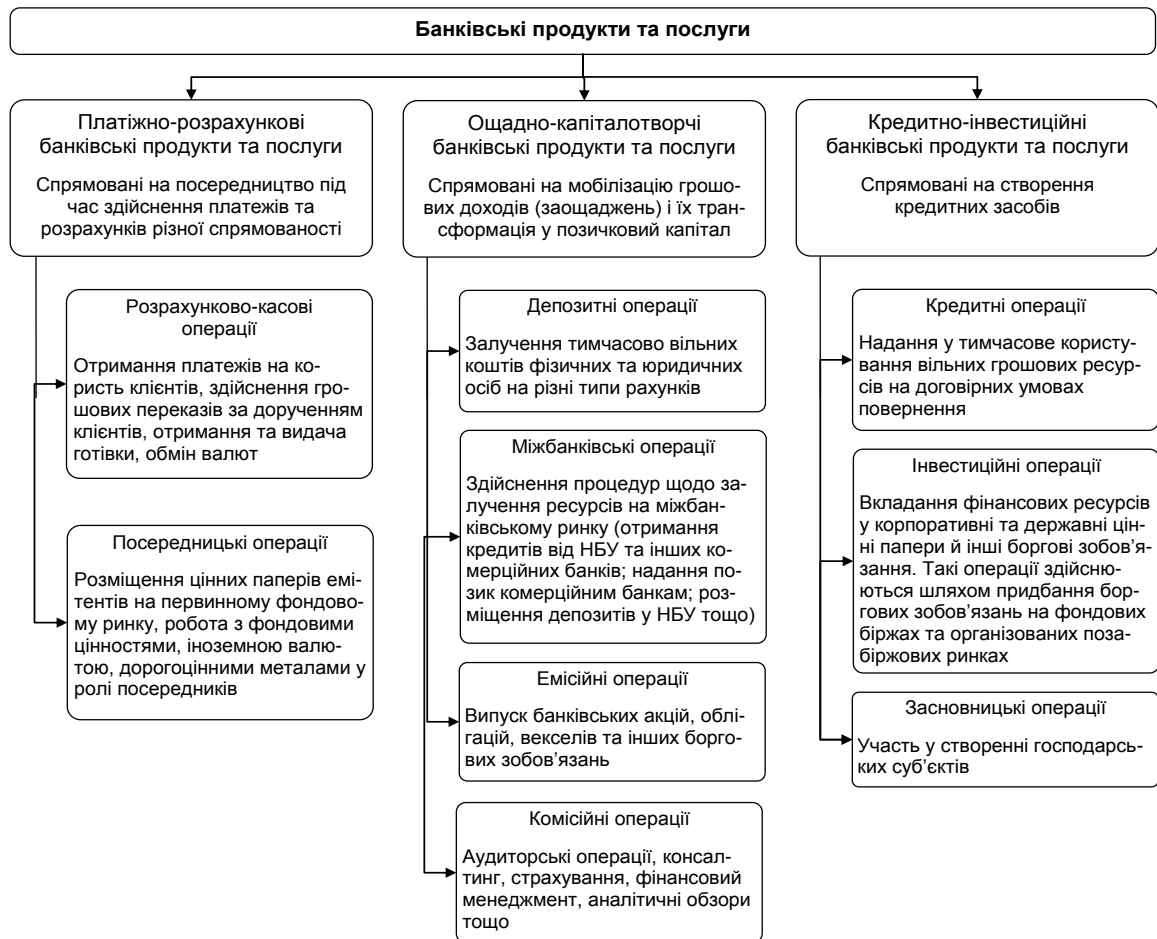 Банківські продукти та послуги
Платіжно-розрахункові
банківські продукти та послуги
Спрямовані на посередництво під
час здійснення платежів та
розрахунків різної спрямованості
Розрахунково-касові
операції
Отримання платежів на ко-
ристь клієнтів, здійснення гро-
шових переказів за дорученням
клієнтів, отримання та видача
готівки, обмін валют
Посередницькі операції
Розміщення цінних паперів емі-
тентів на первинному фондово-
му ринку, робота з фондовими
цінностями, іноземною валю-
тою, дорогоцінними металами у
ролі посередників
Ощадно-капіталотворчі
банківські продукти та послуги
Спрямовані на мобілізацію грошо-
вих доходів (заощаджень) і їх тран-
сформація у позичковий капітал
Депозитні операції
Залучення тимчасово вільних
коштів фізичних та юридичних
осіб на різні типи рахунків
Міжбанківські операції
Здійснення процедур щодо за-
лучення ресурсів на міжбан-
ківському ринку (отримання
кредитів від НБУ та інших ко-
мерційних банків; надання по-
зик комерційним банкам; роз-
міщення депозитів у НБУ тощо)
Емісійні операції
Випуск банківських акцій, облі-
гацій, векселів та інших борго-
вих зобов’язань
Комісійні операції
Аудиторські операції, консал-
тинг, страхування, фінансовий
менеджмент, аналітичні обзори
тощо
Кредитно-інвестиційні
банківські продукти та послуги
Спрямовані на створення
кредитних засобів
Кредитні операції
Надання у тимчасове користу-
вання вільних грошових ресур-
сів на договірних умовах
повернення
Інвестиційні операції
Вкладання фінансових ресурсів
у корпоративні та державні цін-
ні папери й інші боргові зобов’я-
зання. Такі операції здійсню-
ються шляхом придбання бор-
гових зобов’язань на фондових
біржах та організованих поза-
біржових ринках
Засновницькі операції
Участь у створенні господарсь-
ких суб’єктів